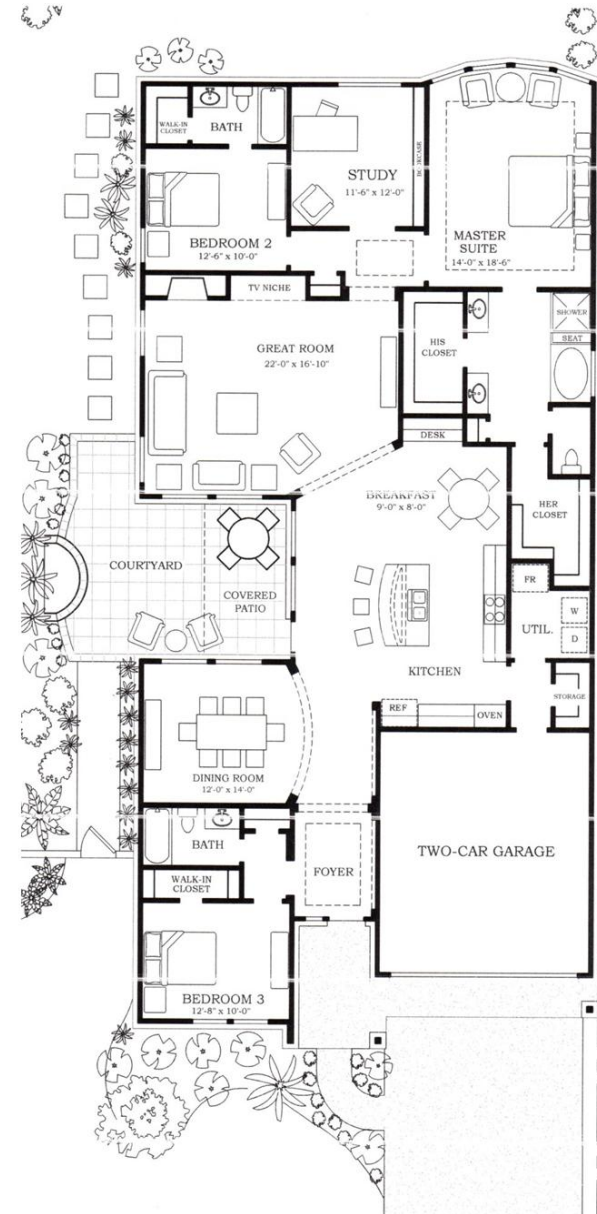 WALK-IN
CLOSET
BATH
STUDY
11'-6" x 12'-0"
BOOKCASE
BEDROOM 2
12'-6" x 10'-0"
MASTER
SUITE
14'-0" x 18'-6"
TV NICHE
GREAT ROOM
22'-0" x 16'-10"
HIS
CLOSET
SHOWER
SEAT
DESK
BREAKFAST
9'-0" x 8'-0"
HER
CLOSET
COURTYARD
COVERED
PATIO
FR
UTIL.
W
D
KITCHEN
STORAGE
REF
OVEN
DINING ROOM
12'-0" x 14'-0"
BATH
WALK-IN
CLOSET
FOYER
TWO-CAR GARAGE
BEDROOM 3
12'-8" x 10'-0"